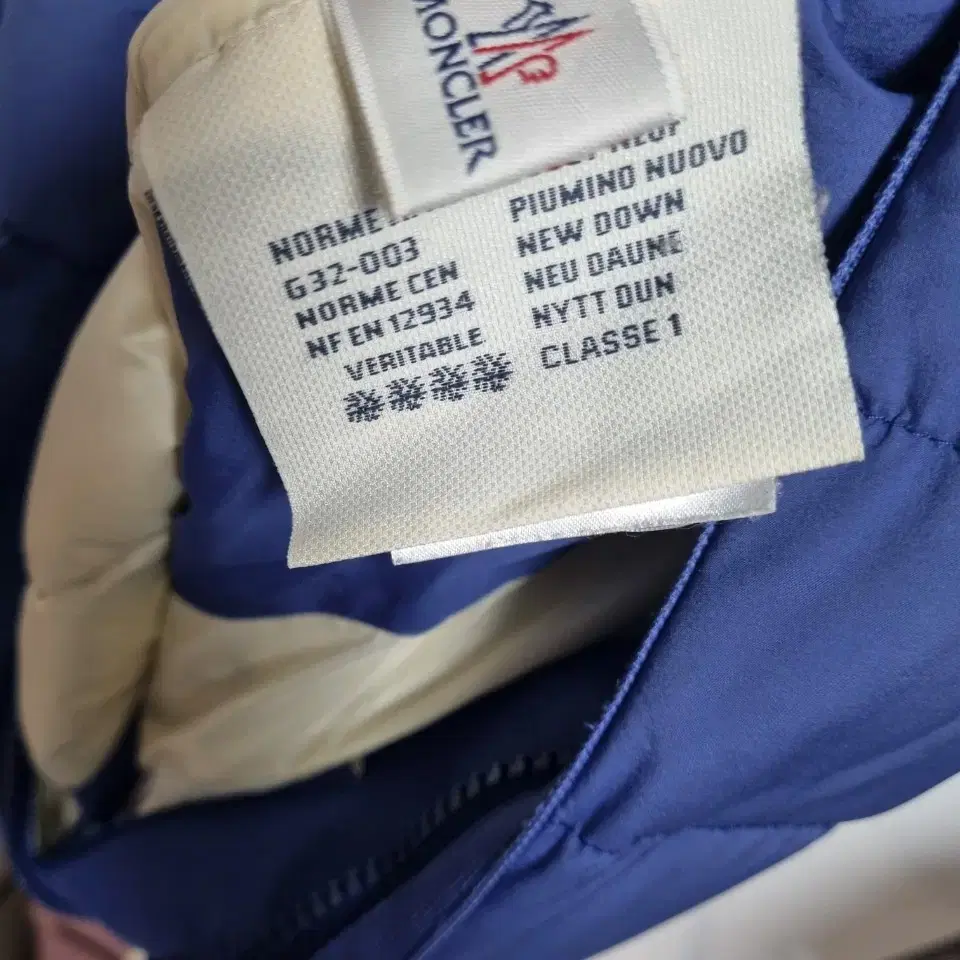 MONCLER
NORME
G32-003
NORME CEN
NF EN 12934
VERITABLE
PIUMINO NUOVO
NEW DOWN
NEU DAUNE
NYTT DUN
CLASSE 1